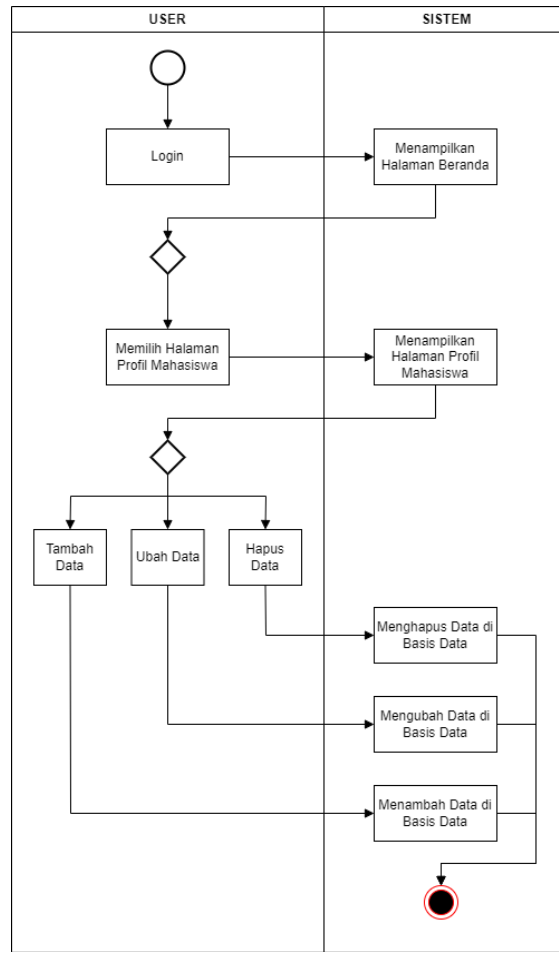 USER
SISTEM
Login
Menampilkan
Halaman Beranda
Memilih Halaman
Profil Mahasiswa
Menampilkan
Halaman Profil
Mahasiswa
Tambah
Data
Ubah Data
Hapus
Data
Menghapus Data di
Basis Data
Mengubah Data di
Basis Data
Menambah Data di
Basis Data